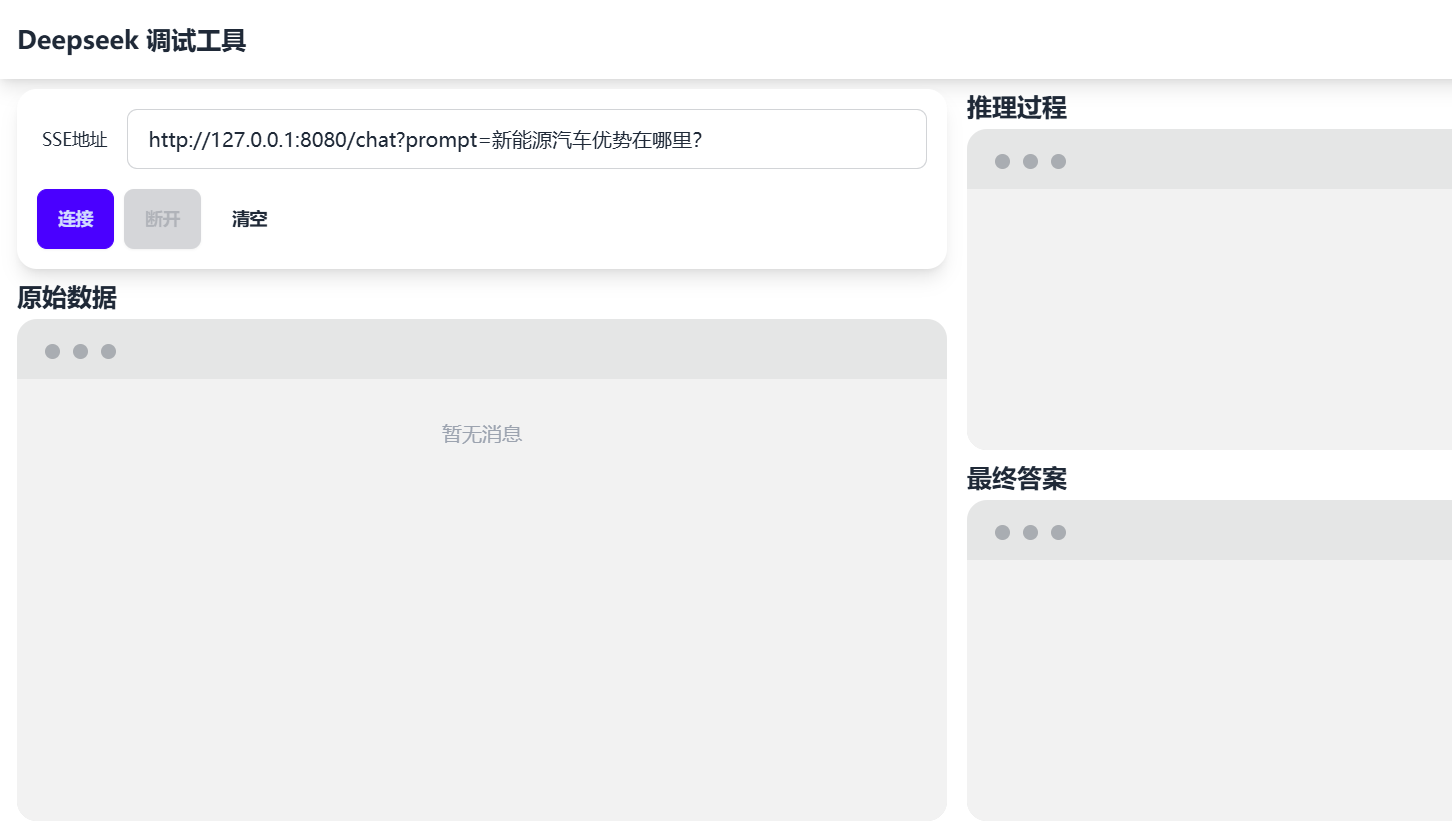 Deepseek 调试工具
SSE地址
http://127.0.0.1:8080/chat?prompt=新能源汽车优势在哪里?
连接 断开 清空
原始数据
暂无消息
推理过程
最终答案